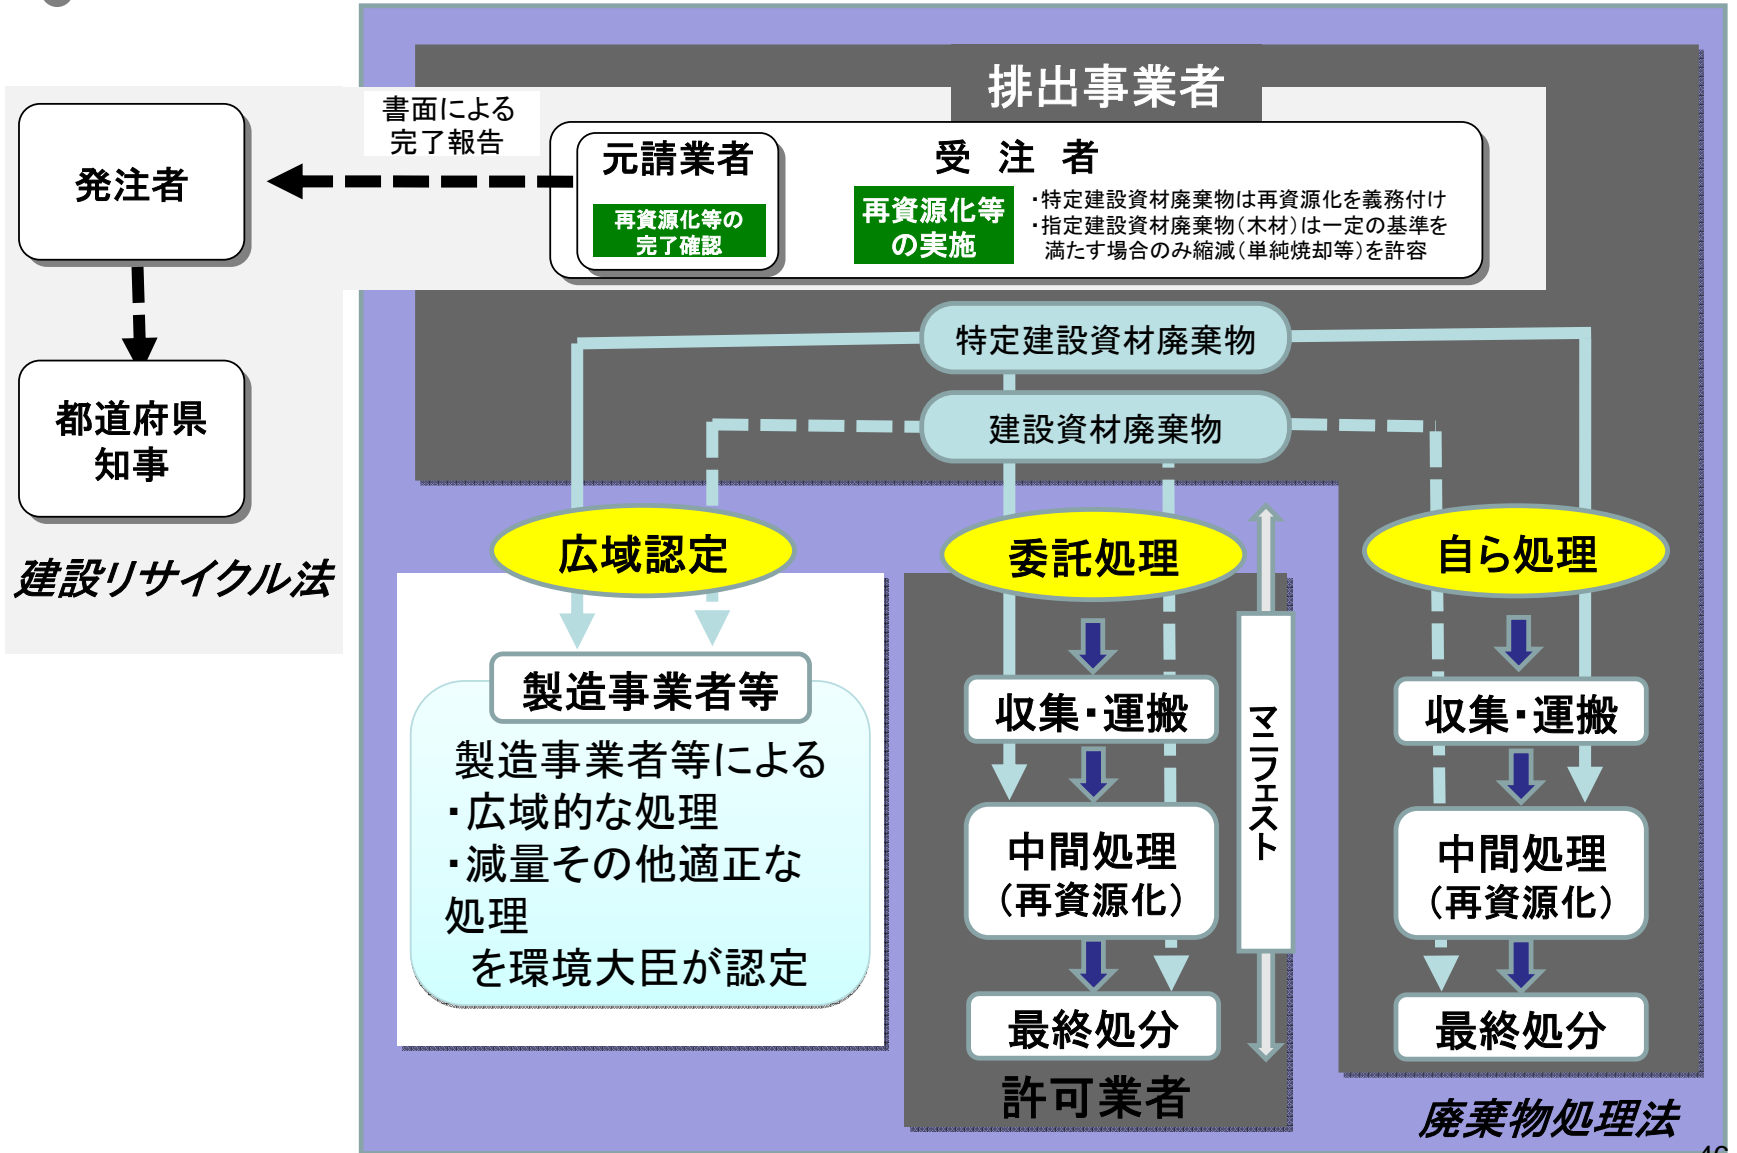 排出事業者
書面による
完了報告
発注者
元請業者
再資源化等の
完了確認
受注者
再資源化等
の実施
・特定建設資材廃棄物は再資源化を義務付け
・指定建設資材廃棄物（木材）は一定の基準を
満たす場合のみ縮減（単純焼却等）を許容
都道府県
知事
建設リサイクル法
特定建設資材廃棄物
建設資材廃棄物
広域認定
委託処理
自ら処理
製造事業者等
製造事業者等による
・広域的な処理
・減量その他適正な
処理
を環境大臣が認定
収集・運搬
中間処理
（再資源化）
最終処分
許可業者
マニフェスト
収集・運搬
中間処理
（再資源化）
最終処分
廃棄物処理法